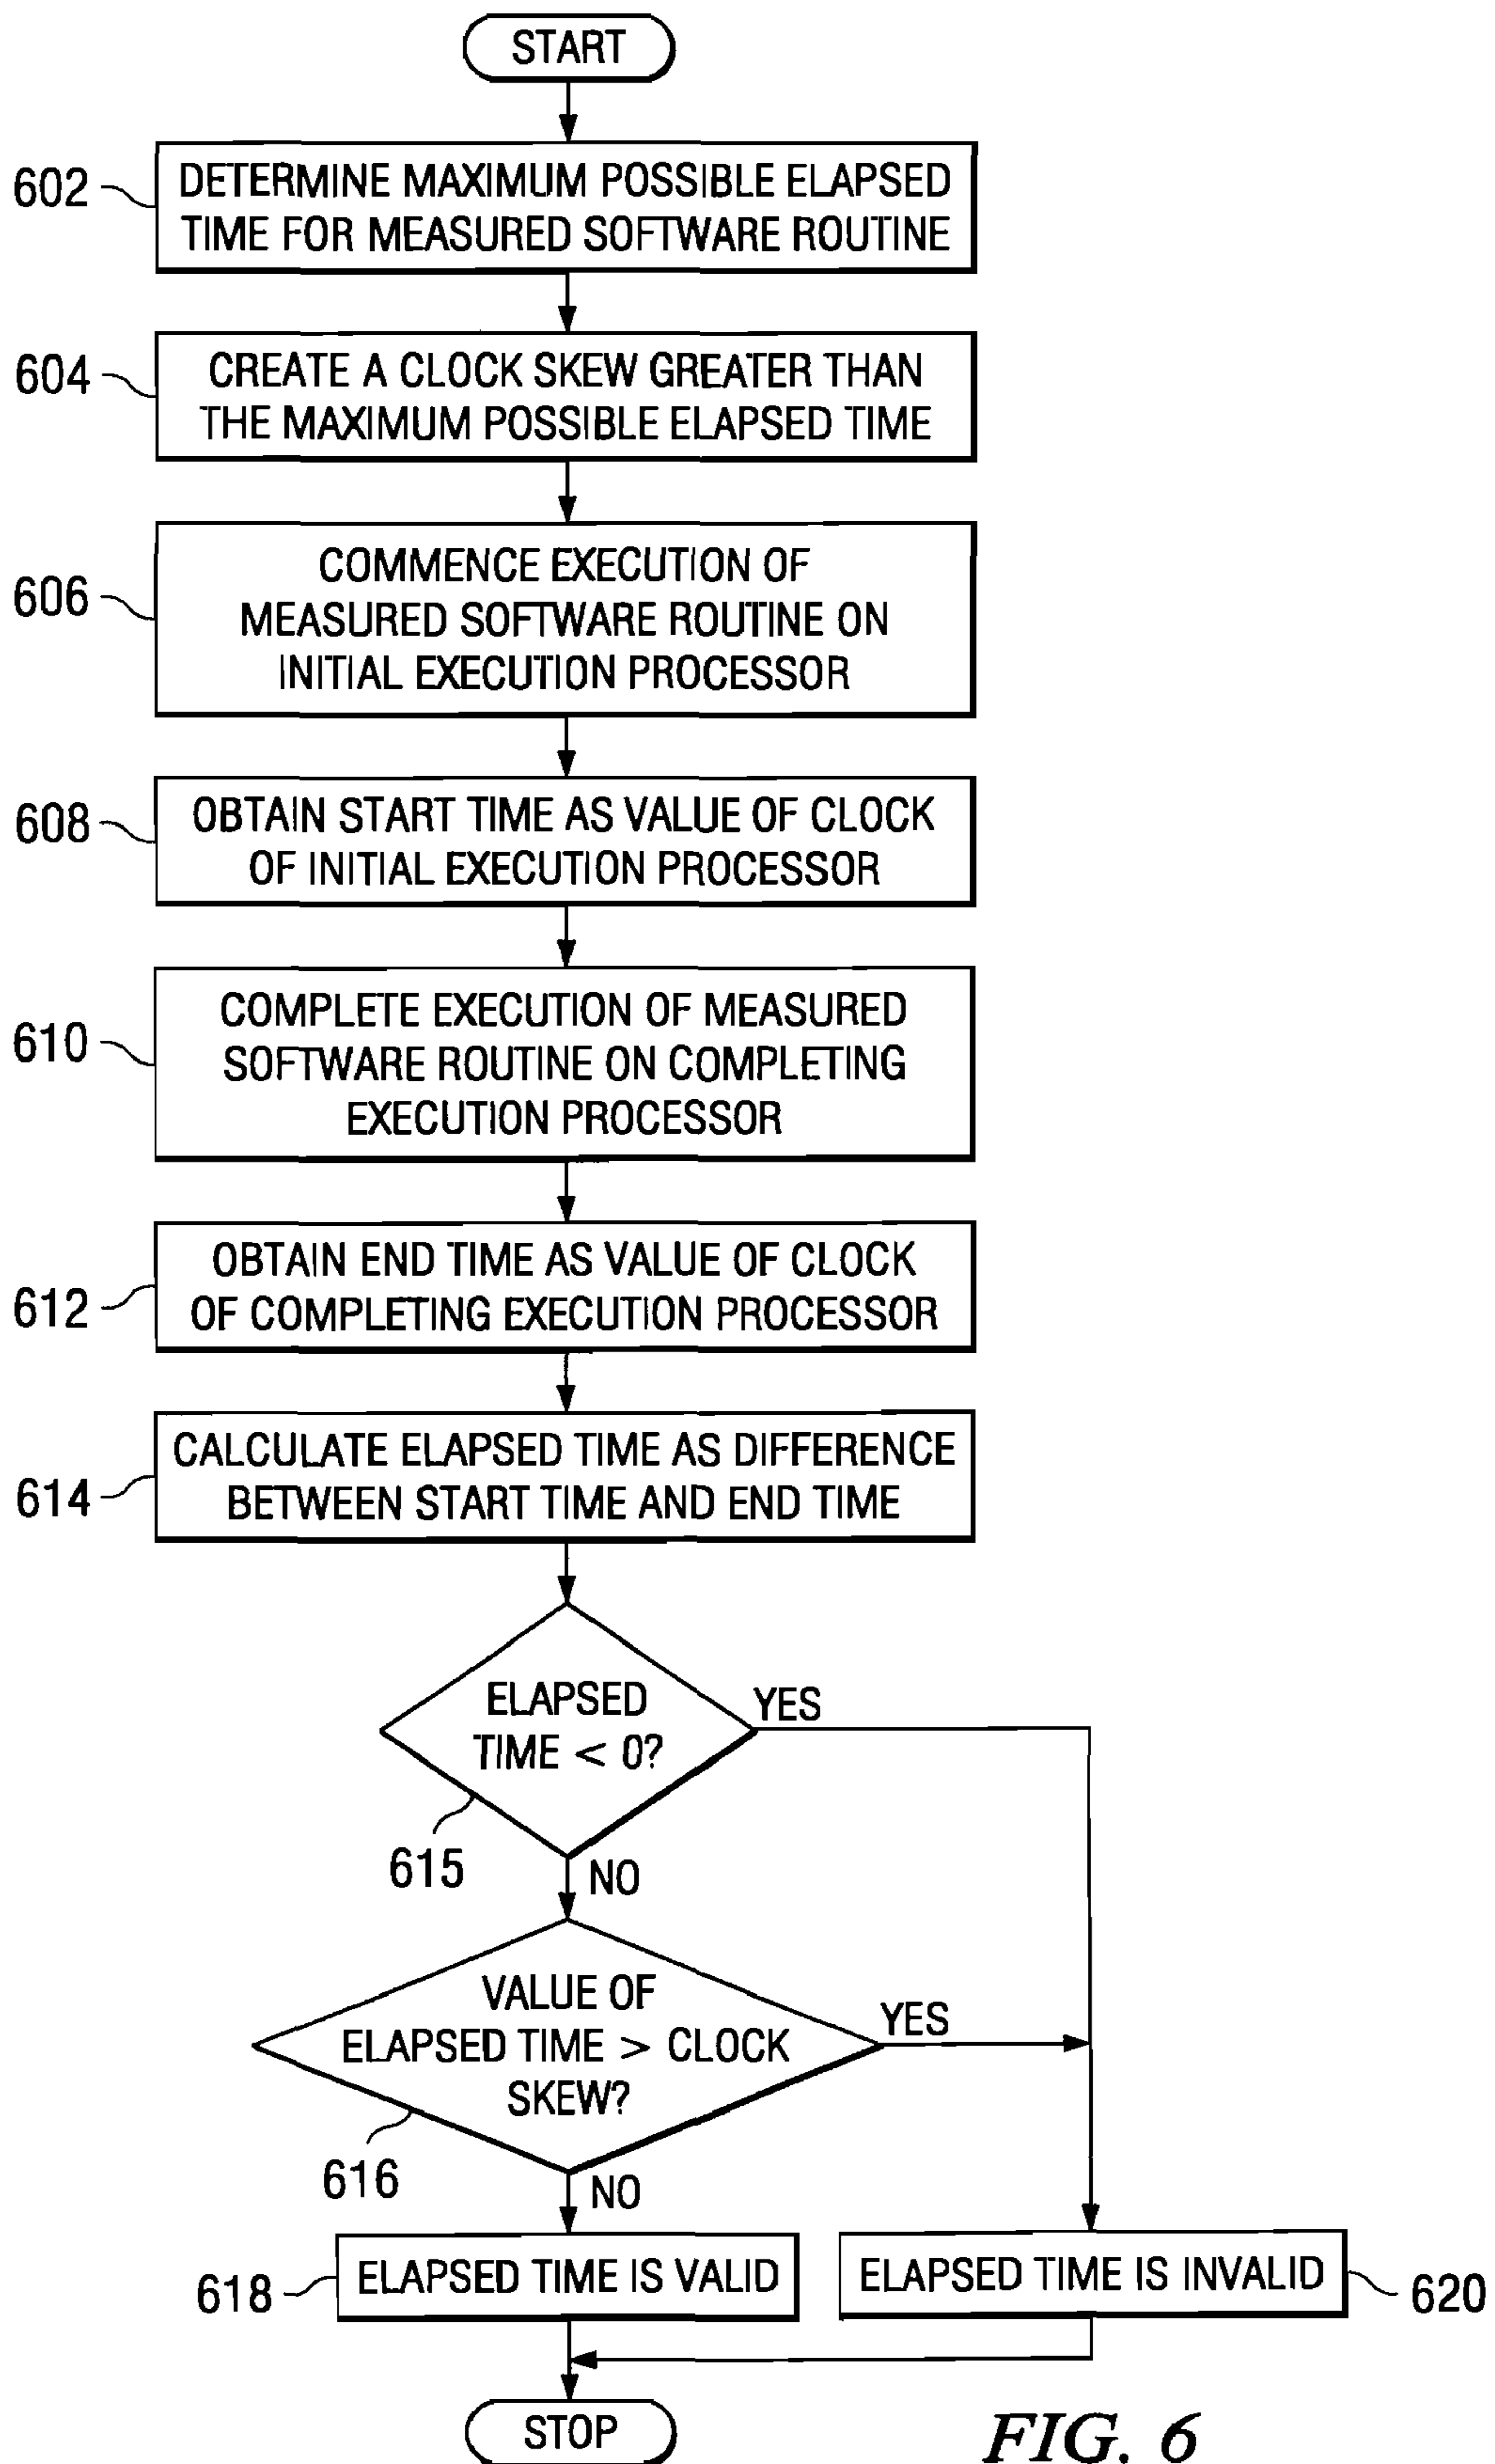 START
602
DETERMINE MAXIMUM POSSIBLE ELAPSED
TIME FOR MEASURED SOFTWARE ROUTINE
604
CREATE A CLOCK SKEW GREATER THAN
THE MAXIMUM POSSIBLE ELAPSED TIME
606
COMMENCE EXECUTION OF
MEASURED SOFTWARE ROUTINE ON
INITIAL EXECUTION PROCESSOR
608
OBTAIN START TIME AS VALUE OF CLOCK
OF INITIAL EXECUTION PROCESSOR
610
COMPLETE EXECUTION OF MEASURED
SOFTWARE ROUTINE ON COMPLETING
EXECUTION PROCESSOR
612
OBTAIN END TIME AS VALUE OF CLOCK
OF COMPLETING EXECUTION PROCESSOR
614
CALCULATE ELAPSED TIME AS DIFFERENCE
BETWEEN START TIME AND END TIME
ELAPSED
TIME < 0?
YES
615
NO
VALUE OF
ELAPSED TIME > CLOCK
SKEW?
YES
616
NO
618
ELAPSED TIME IS VALID
ELAPSED TIME IS INVALID
620
STOP
FIG. 6